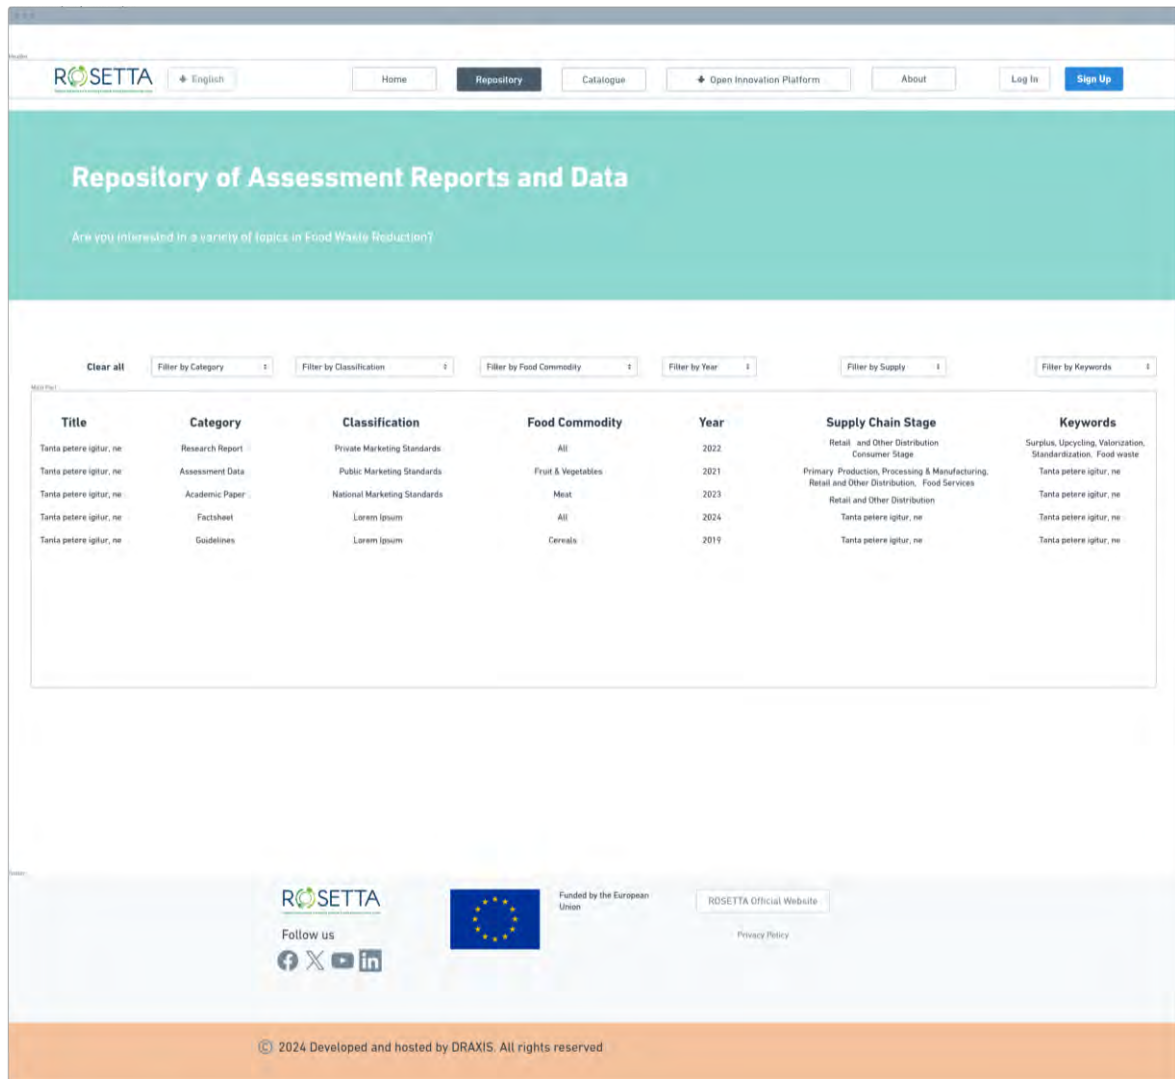 Header
ROSETTA
English
Home
Repository
Catalogue
Open Innovation Platform
About
Log In
Sign Up
Repository of Assessment Reports and Data
Are you interested in a variety of topics in Food Waste Reduction?
Clear all
Filter by Category
Filter by Classification
Filter by Food Commodity
Filter by Year
Filter by Supply
Filter by Keywords
Main Part
Title Category Classification Food Commodity Year Supply Chain Stage Keywords
Tanta petere igitur, ne Research Report Private Marketing Standards All 2022 Retail and Other Distribution Consumer Stage Surplus, Upcycling, Valorization, Standardization, Food waste
Tanta petere igitur, ne Assessment Data Public Marketing Standards Fruit & Vegetables 2021 Primary Production, Processing & Manufacturing, Retail and Other Distribution, Food Services Tanta petere igitur, ne
Tanta petere igitur, ne Academic Paper National Marketing Standards Meat 2023 Retail and Other Distribution Tanta petere igitur, ne
Tanta petere igitur, ne Factsheet Lorem Ipsum All 2024 Tanta petere igitur, ne Tanta petere igitur, ne
Tanta petere igitur, ne Guidelines Lorem Ipsum Cereals 2019 Tanta petere igitur, ne Tanta petere igitur, ne
Footer
ROSETTA
Follow us
Funded by the European
Union
ROSETTA Official Website
Privacy Policy
© 2024 Developed and hosted by DRAXIS. All rights reserved